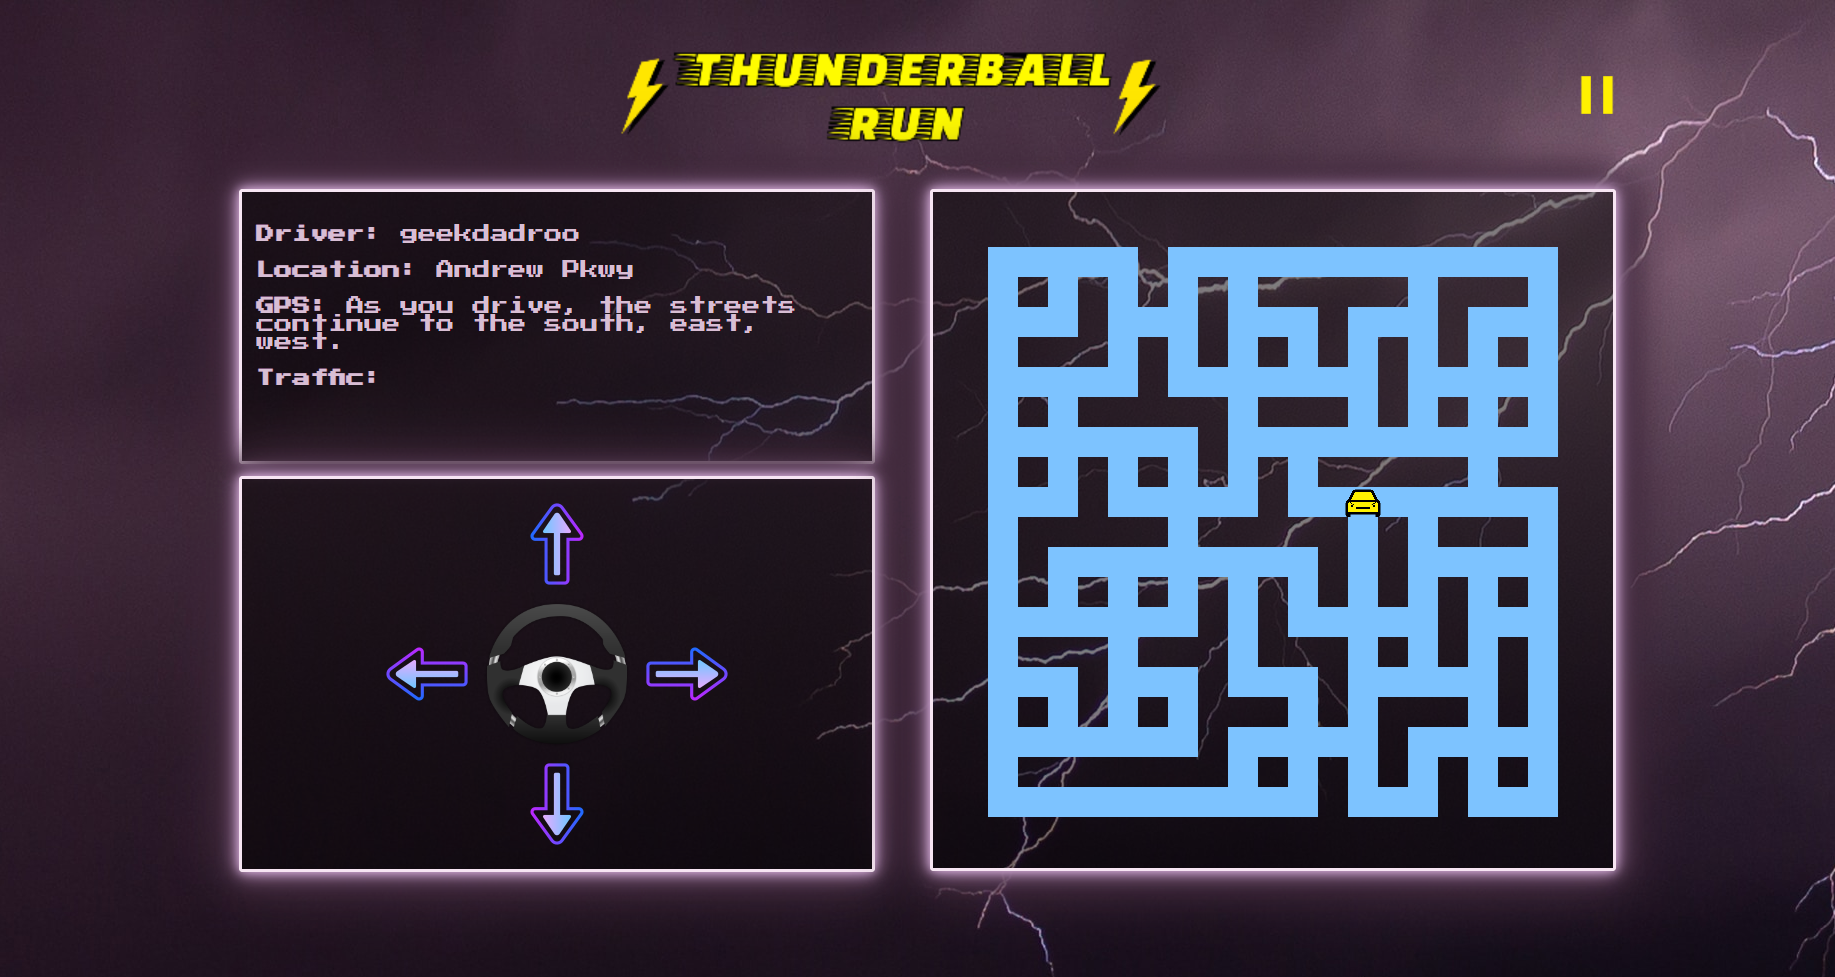 THUNDERBALL
RUN
Driver: geekdadroo
Location: Andrew Pkwy
GPS: As you drive, the streets
continue to the south, east,
west.
Traffic: